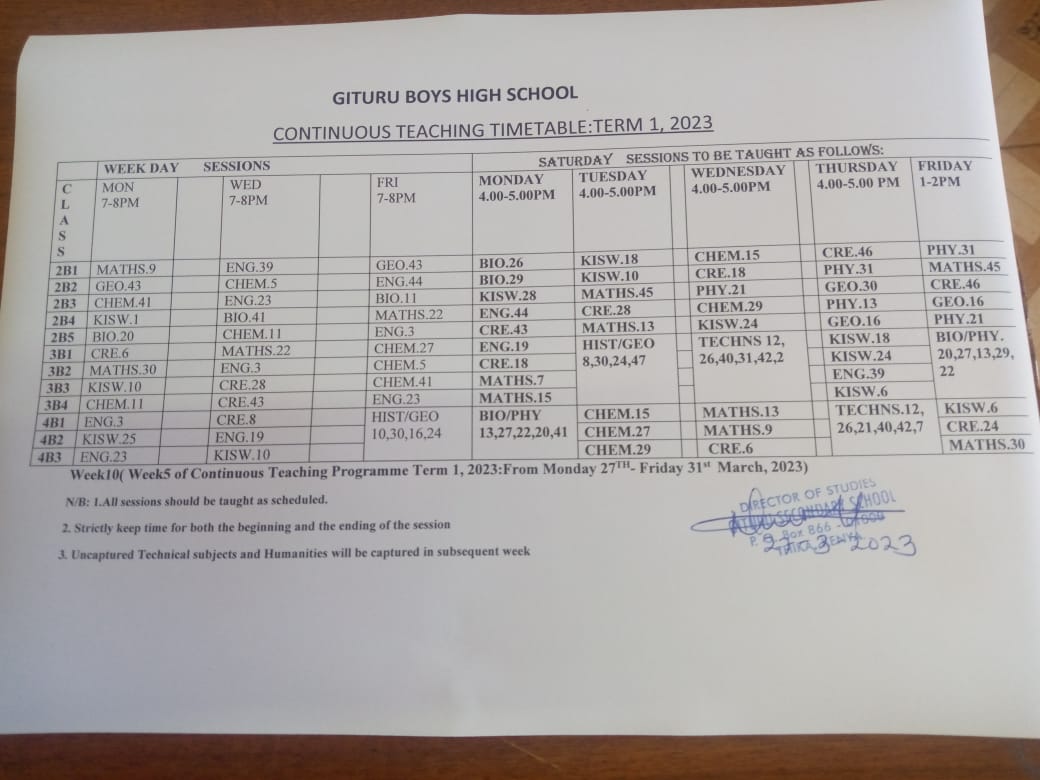 GITURU BOYS HIGH SCHOOL
CONTINUOUS TEACHING TIMETABLE:TERM 1, 2023
WEEK DAY SESSIONS SATURDAY SESSIONS TO BE TAUGHT AS FOLLOWS:
CLASS MON WED FRI MONDAY TUESDAY WEDNESDAY THURSDAY FRIDAY
7-8PM 7-8PM 7-8PM 4.00-5.00PM 4.00-5.00PM 4.00-5.00PM 4.00-5.00 PM 1-2PM
2B1 MATHS.9 ENG.39 GEO.43 BIO.26 KISW.18 CHEM.15 CRE.46 PHY.31
2B2 GEO.43 CHEM.5 ENG.44 BIO.29 KISW.10 CRE.18 PHY.31 MATHS.45
2B3 CHEM.41 ENG.23 BIO.11 KISW.28 MATHS.45 PHY.21 GEO.30 CRE.46
2B4 KISW.1 BIO.41 MATHS.22 ENG.44 CRE.28 CHEM.29 PHY.13 GEO.16
2B5 BIO.20 CHEM.11 ENG.3 CRE.43 MATHS.13 KISW.24 GEO.16 PHY.21
3B1 CRE.6 MATHS.22 CHEM.27 ENG.19 HIST/GEO TECHNS 12, KISW.18 BIO/PHY.
3B2 MATHS.30 ENG.3 CHEM.5 CRE.18 8,30,24,47 26,40,31,42,2 KISW.24 20,27,13,29,
3B3 KISW.10 CRE.28 CHEM.41 MATHS.7 ENG.39 22
3B4 CHEM.11 CRE.43 ENG.23 MATHS.15 KISW.6
4B1 ENG.3 CRE.8 HIST/GEO BIO/PHY CHEM.15 MATHS.13 TECHNS.12, KISW.6
4B2 KISW.25 ENG.19 10,30,16,24 13,27,22,20,41 CHEM.27 MATHS.9 26,21,40,42,7 CRE.24
4B3 ENG.23 KISW.10 CHEM.29 CRE.6 MATHS.30
Week10( Week5 of Continuous Teaching Programme Term 1, 2023:From Monday 27TH- Friday 31st March, 2023)
N/B: 1.All sessions should be taught as scheduled.
2. Strictly keep time for both the beginning and the ending of the session
3. Uncaptured Technical subjects and Humanities will be captured in subsequent week
DIRECTOR OF STUDIES
SECONDARY SCHOOL
P. O. Box 866 -
THIKA, KENYA
27-3-2023